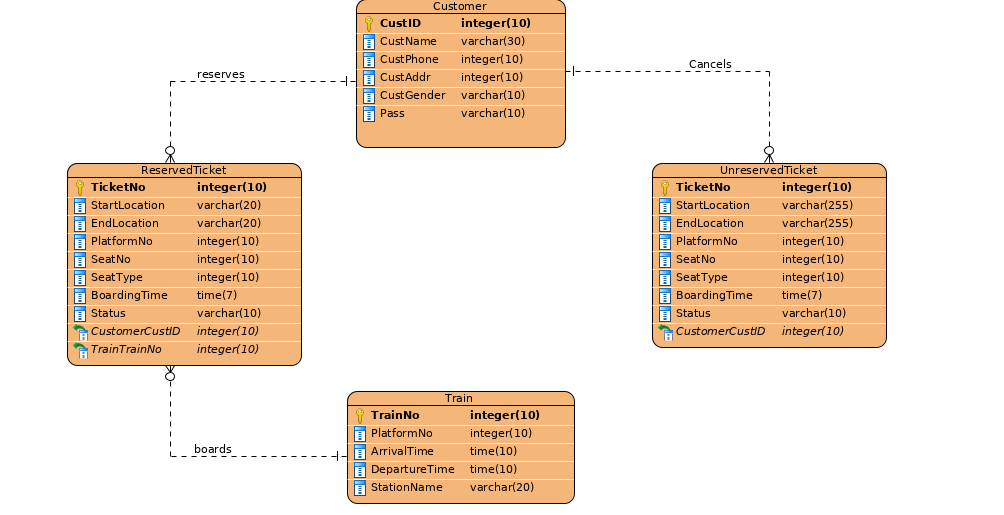 Customer
CustID integer(10)
CustName varchar(30)
CustPhone integer(10)
CustAddr integer(10)
CustGender varchar(10)
Pass varchar(10)
reserves
Cancels
ReservedTicket
TicketNo integer(10)
StartLocation varchar(20)
EndLocation varchar(20)
PlatformNo integer(10)
SeatNo integer(10)
SeatType integer(10)
BoardingTime time(7)
Status varchar(10)
CustomerCustID integer(10)
TrainTrainNo integer(10)
UnreservedTicket
TicketNo integer(10)
StartLocation varchar(255)
EndLocation varchar(255)
PlatformNo integer(10)
SeatNo integer(10)
SeatType integer(10)
BoardingTime time(7)
Status varchar(10)
CustomerCustID integer(10)
boards
Train
TrainNo integer(10)
PlatformNo integer(10)
ArrivalTime time(10)
DepartureTime time(10)
StationName varchar(20)